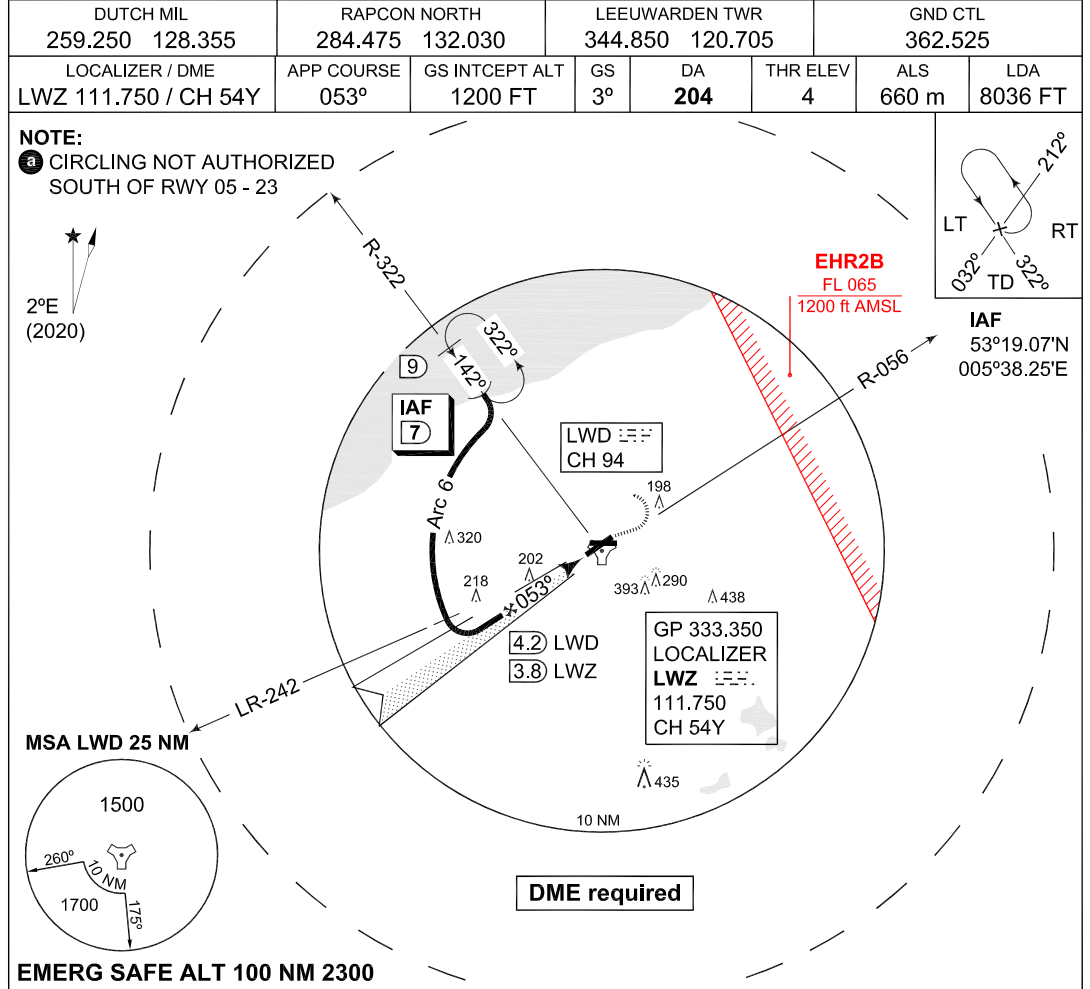 DUTCH MIL
259.250 128.355
RAPCON NORTH
284.475 132.030
LEEUWARDEN TWR
344.850 120.705
GND CTL
362.525
LOCALIZER / DME
LWZ 111.750 / CH 54Y
APP COURSE
053º
GS INTCEPT ALT
1200 FT
GS
3º
DA
204
THR ELEV
4
ALS
660 m
LDA
8036 FT
NOTE:
a CIRCLING NOT AUTHORIZED
SOUTH OF RWY 05 - 23
2ºE
(2020)
R-322
322º
142º
9
IAF
7
Arc 6
320
218
202
053º
4.2 LWD
3.8 LWZ
LR-242
LWD
CH 94
198
393
290
438
GP 333.350
LOCALIZER
LWZ
111.750
CH 54Y
435
10 NM
R-056
EHR2B
FL 065
1200 ft AMSL
212º
LT
RT
032º
TD
322º
IAF
53º19.07'N
005º38.25'E
MSA LWD 25 NM
1500
260º
10 NM
1700
175º
DME required
EMERG SAFE ALT 100 NM 2300